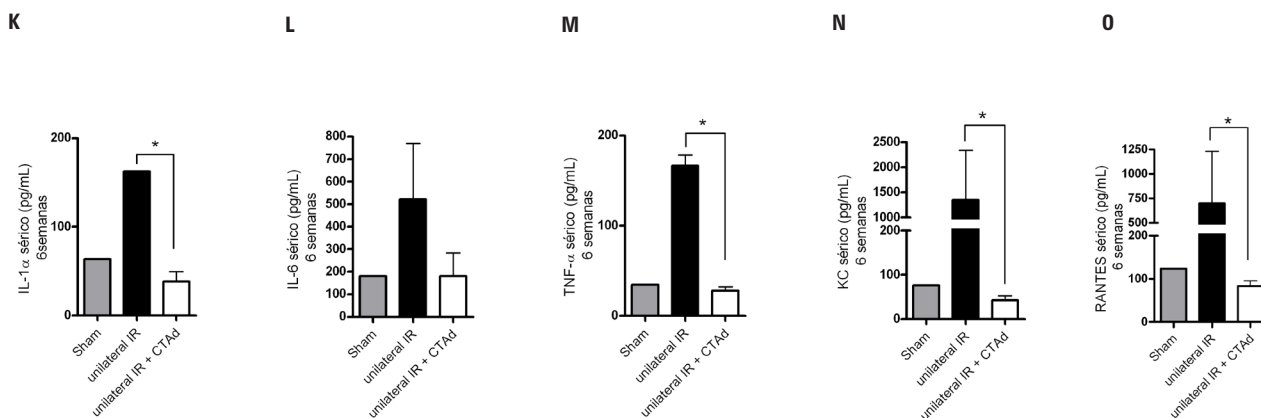 K
L
M
N
O
IL-1α sérico (pg/mL)
6semanas
200
100
0
*
Sham
unilateral IR
unilateral IR + CTAd
IL-6 sérico (pg/mL)
6 semanas
800
700
600
500
400
300
200
100
0
Sham
unilateral IR
unilateral IR + CTAd
TNF-α sérico (pg/mL)
6 semanas
200
100
0
*
Sham
unilateral IR
unilateral IR + CTAd
KC sérico (pg/mL)
6 semanas
2500
2000
1500
1000
200
100
0
*
Sham
unilateral IR
unilateral IR + CTAd
RANTES sérico (pg/mL)
6 semanas
1250
1000
750
500
200
100
0
*
Sham
unilateral IR
unilateral IR + CTAd